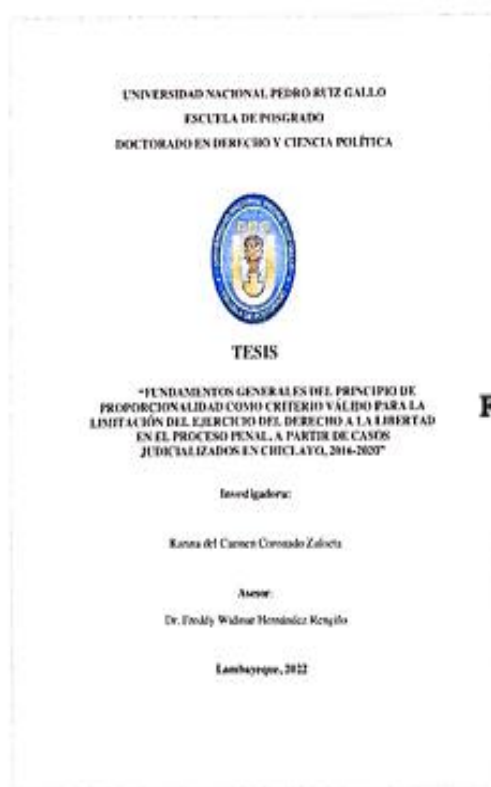 UNIVERSIDAD NACIONAL PEDRO RUIZ GALLO
ESCUELA DE POSGRADO
DOCTORADO EN DERECHO Y CIENCIA POLÍTICA
TESIS
"FUNDAMENTOS GENERALES DEL PRINCIPIO DE
PROPORCIONALIDAD COMO CRITERIO VÁLIDO PARA LA
LIMITACIÓN DEL EJERCICIO DEL DERECHO A LA LIBERTAD
EN EL PROCESO PENAL, A PARTIR DE CASOS
JUDICIALIZADOS EN CHICLAYO, 2016-2020"
Investigadora:
del Carmen Coronado
Asesor:
Dr. Freddy Widmar Hernández Rengifo
Lambayeque, 2022